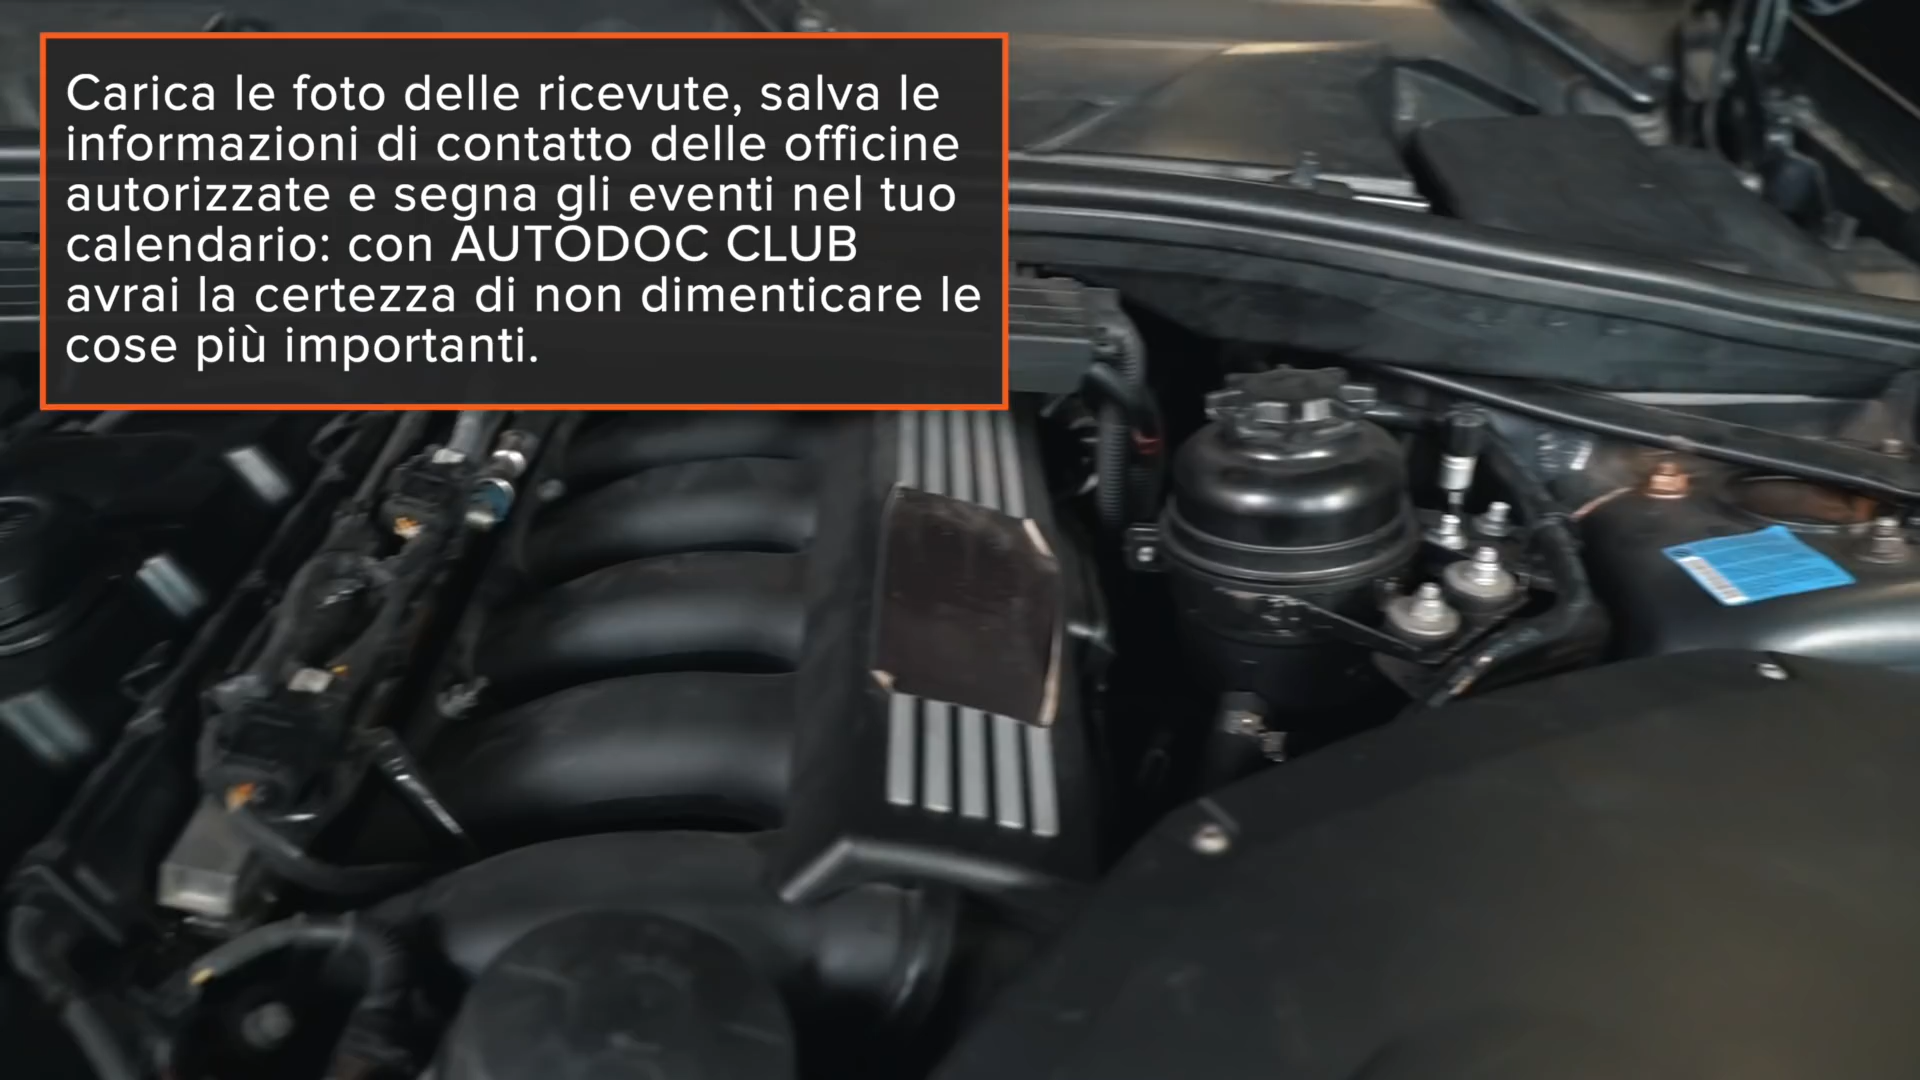 Carica le foto delle ricevute, salva le
informazioni di contatto delle officine
autorizzate e segna gli eventi nel tuo
calendario: con AUTODOC CLUB
avrai la certezza di non dimenticare le
cose più importanti.